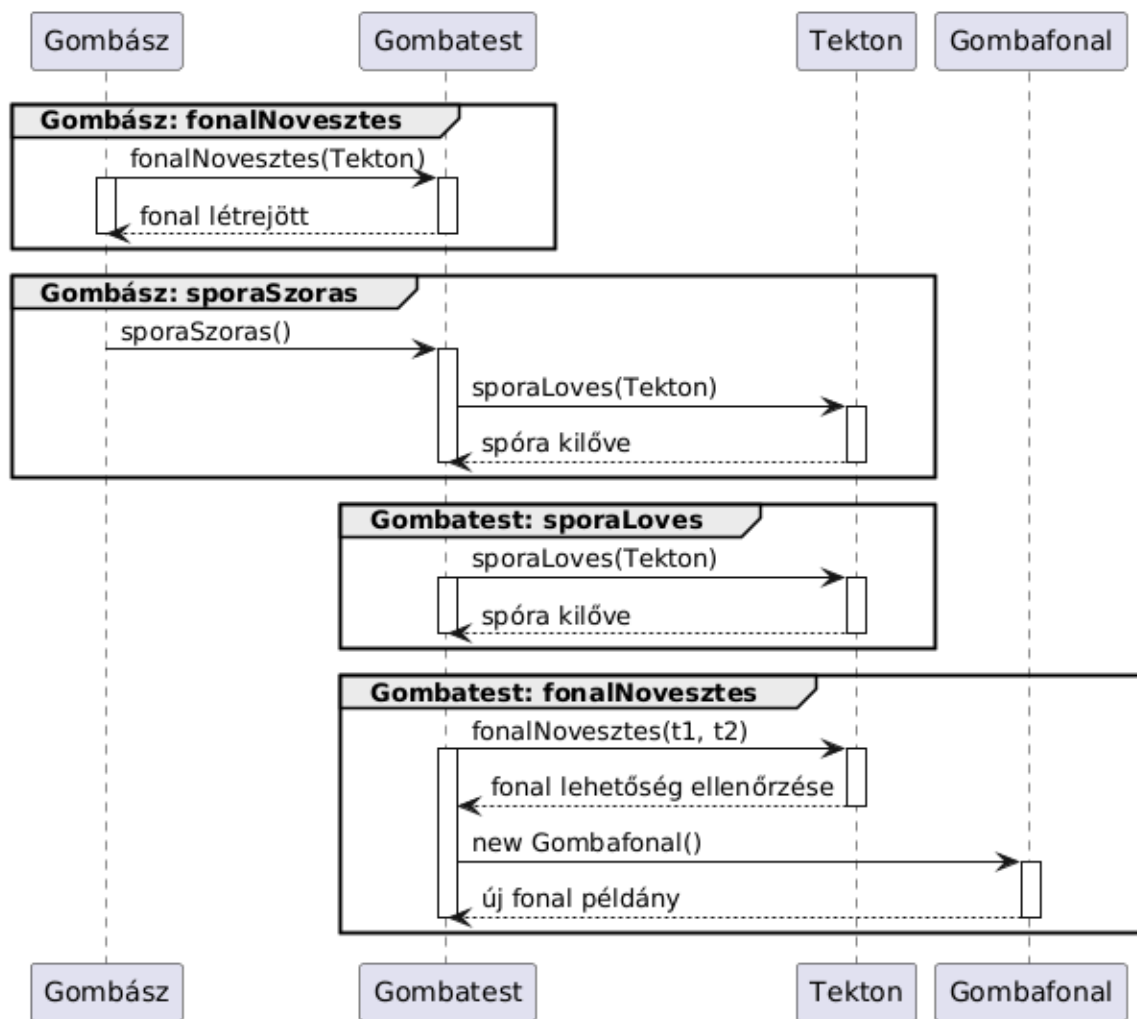 Gombász Gombatest Tekton Gombafonal
Gombász: fonalNovesztes
fonalNovesztes(Tekton)
fonal létrejött
Gombász: sporaSzoras
sporaSzoras()
sporaLoves(Tekton)
spóra kilőve
Gombatest: sporaLoves
sporaLoves(Tekton)
spóra kilőve
Gombatest: fonalNovesztes
fonalNovesztes(t1, t2)
fonal lehetőség ellenőrzése
new Gombafonal()
új fonal példány
Gombász Gombatest Tekton Gombafonal